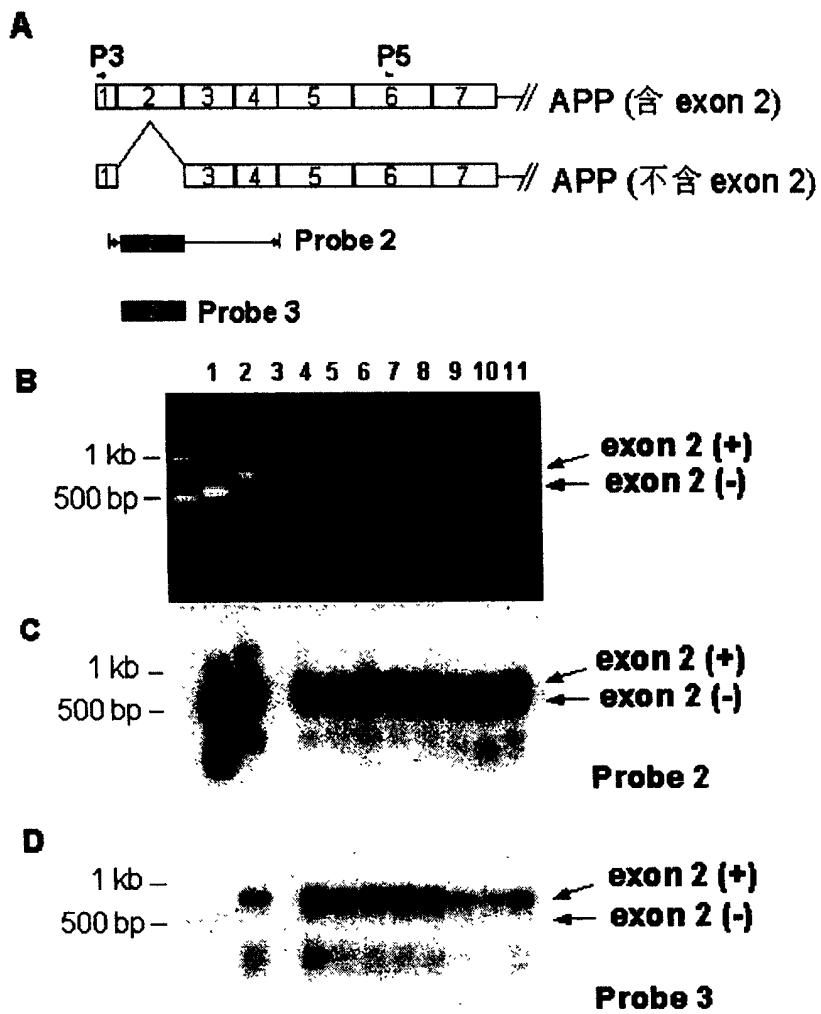 A
P3 P5
1 2 3 4 5 6 7 APP (含 exon 2)
1 3 4 5 6 7 APP (不含 exon 2)
Probe 2
Probe 3
B
1 2 3 4 5 6 7 8 9 10 11
1 kb
exon 2 (+)
500 bp
exon 2 (-)
C
1 kb
exon 2 (+)
500 bp
exon 2 (-)
Probe 2
D
1 kb
exon 2 (+)
500 bp
exon 2 (-)
Probe 3